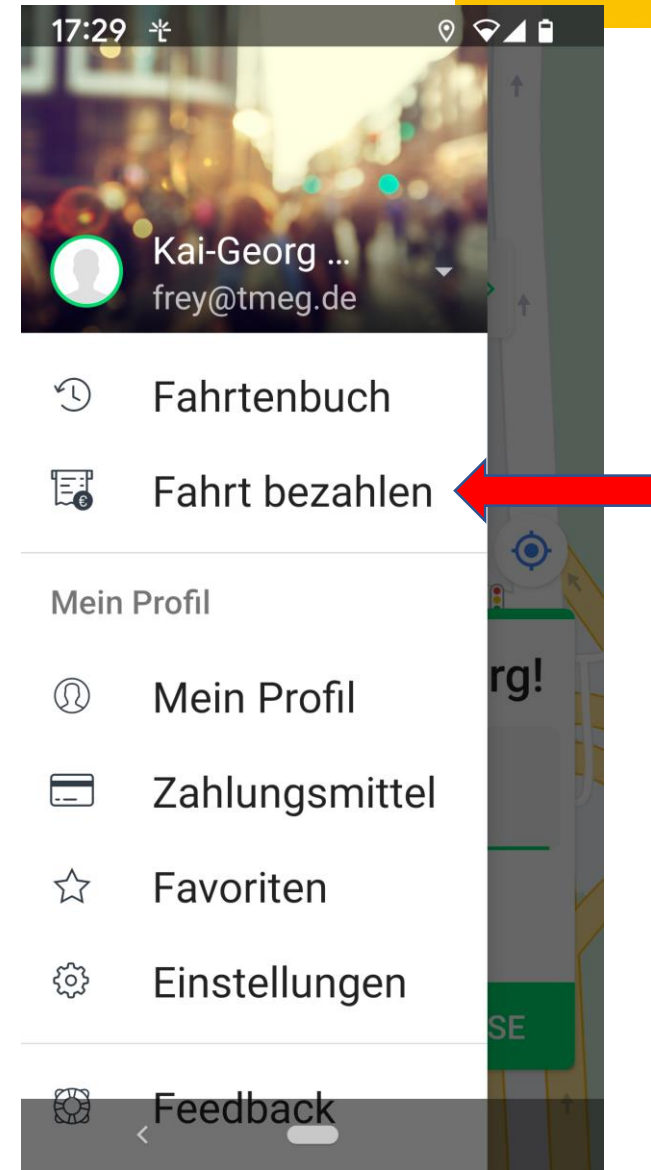 17:29
Kai-Georg ...
frey@tmeg.de
Fahrtenbuch
Fahrt bezahlen
Mein Profil
rg!
Mein Profil
Zahlungsmittel
Favoriten
Einstellungen
SE
Feedback